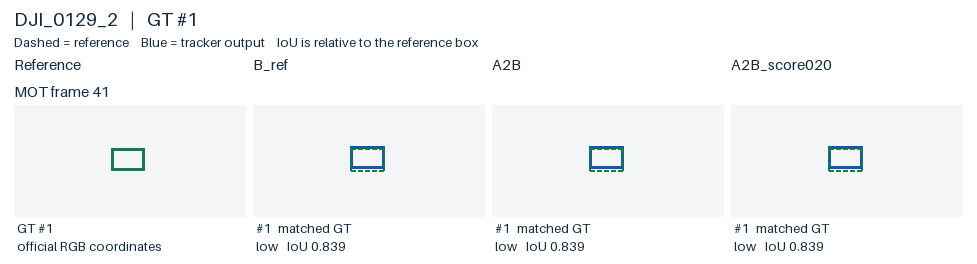 DJI_0129_2 | GT #1
Dashed = reference Blue = tracker output IoU is relative to the reference box
Reference B_ref A2B A2B_score020
MOT frame 41
GT #1 #1 matched GT #1 matched GT #1 matched GT
official RGB coordinates low IoU 0.839 low IoU 0.839 low IoU 0.839